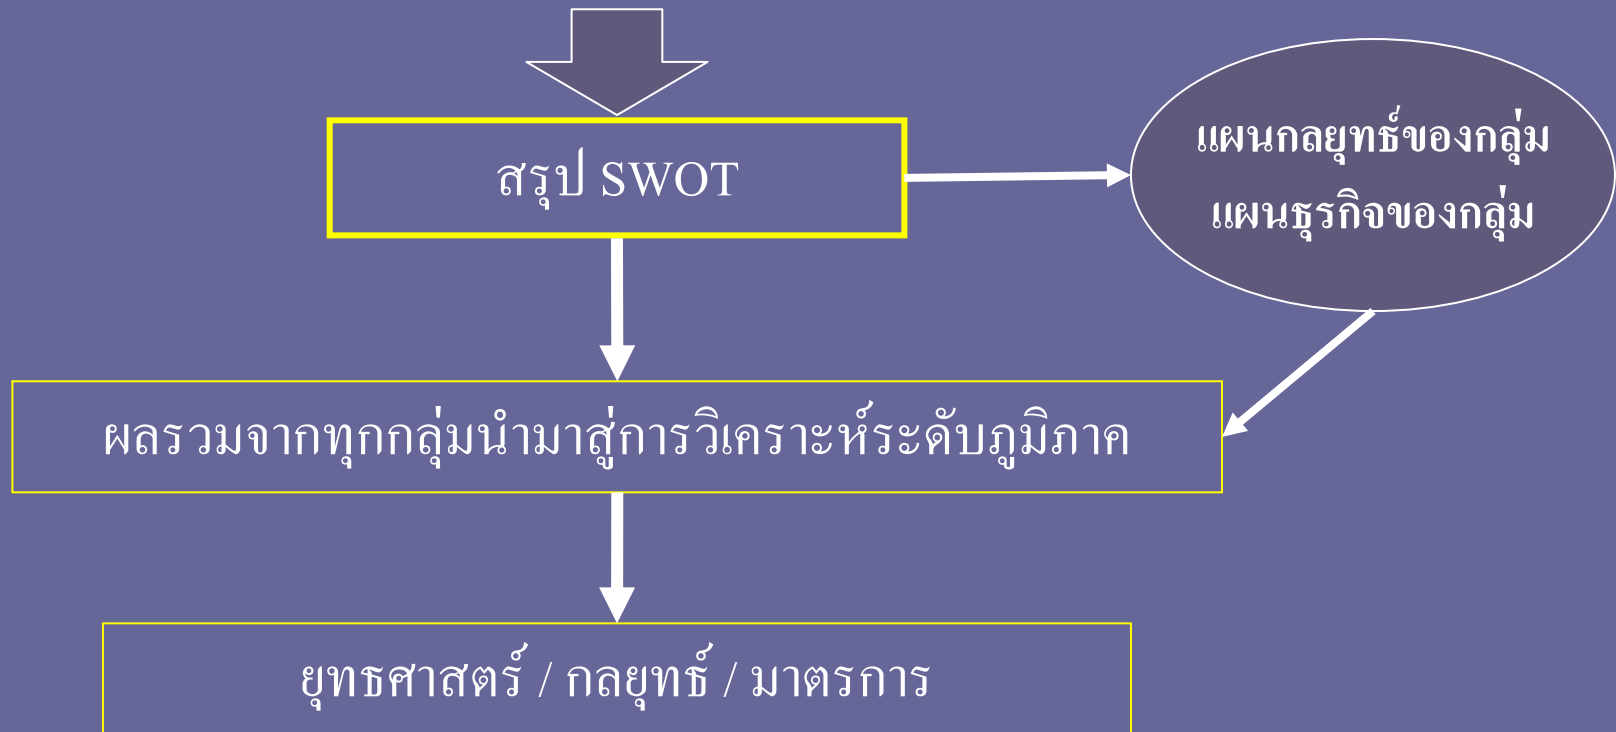 สรุป SWOT
แผนกลยุทธ์ของกลุ่ม
แผนธุรกิจของกลุ่ม
ผลรวมจากทุกกลุ่มนำมาสู่การวิเคราะห์ระดับภูมิภาค
ยุทธศาสตร์ / กลยุทธ์ / มาตรการ